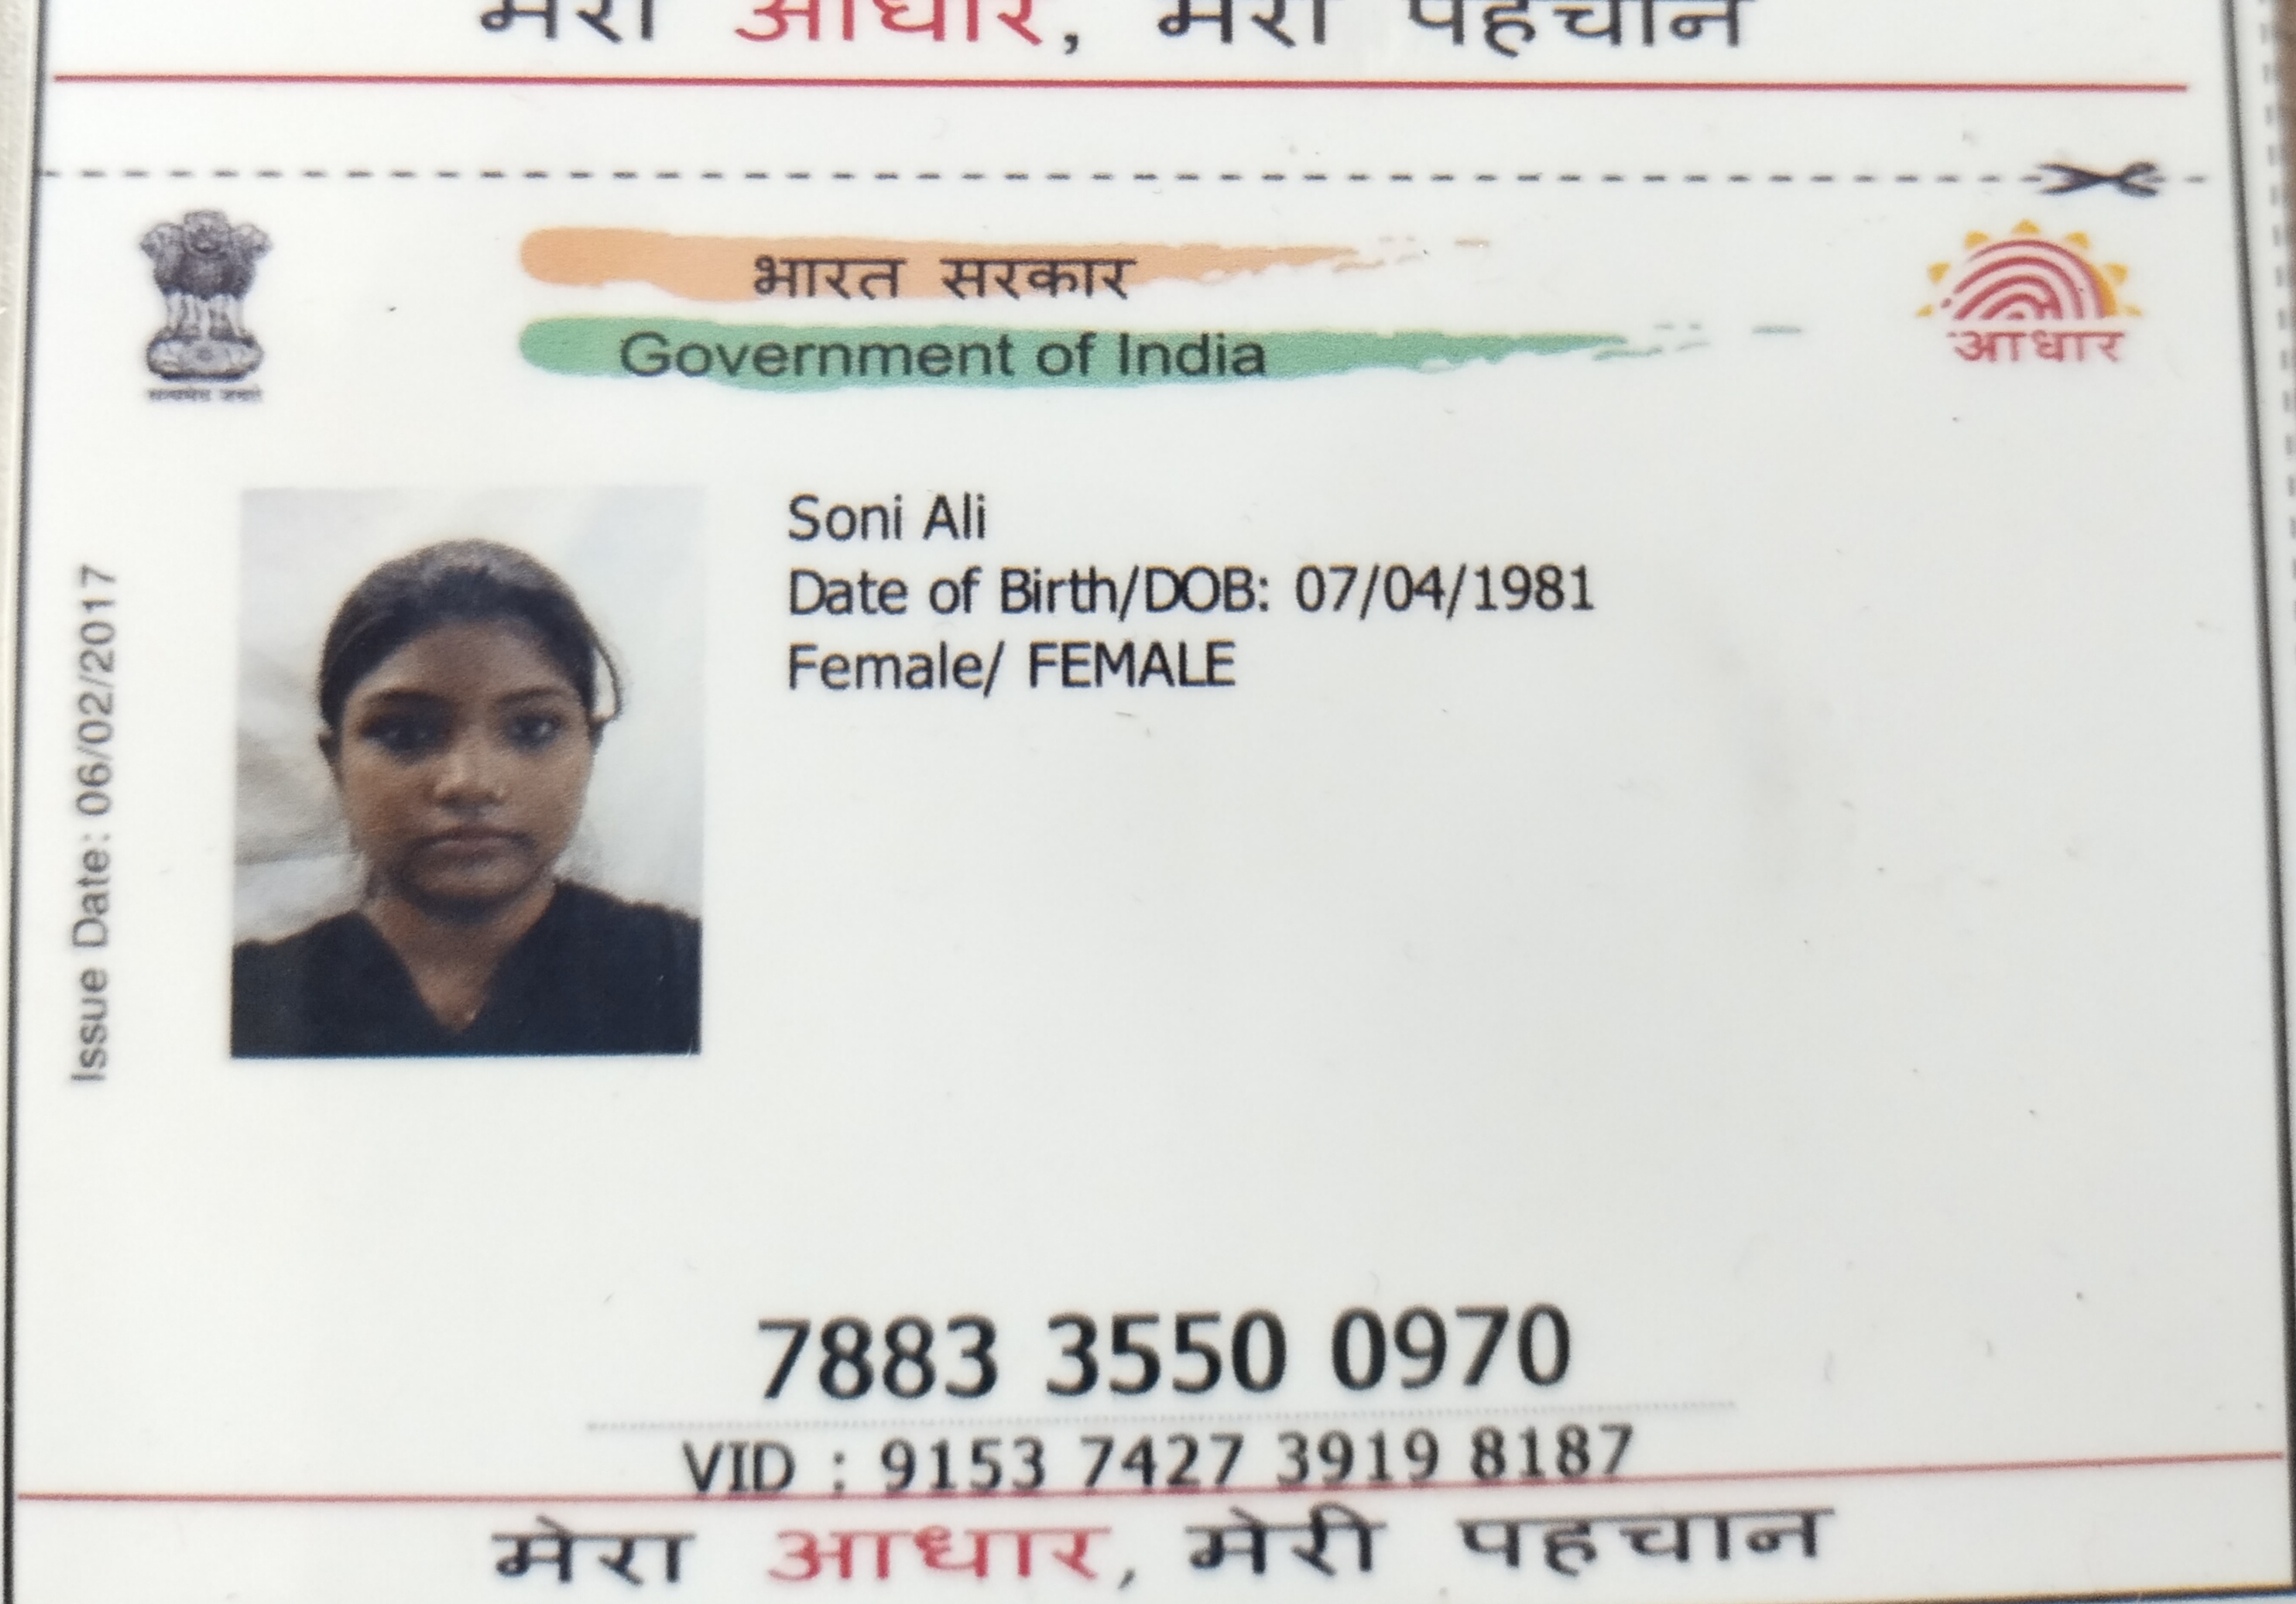 मेरा आधार, मेरी पहचान
भारत सरकार
Government of India
आधार
सत्यमेव जयते
Soni Ali
Date of Birth/DOB: 07/04/1981
Female/ FEMALE
Issue Date: 06/02/2017
7883 3550 0970
VID : 9153 7427 3919 8187
मेरा आधार, मेरी पहचान